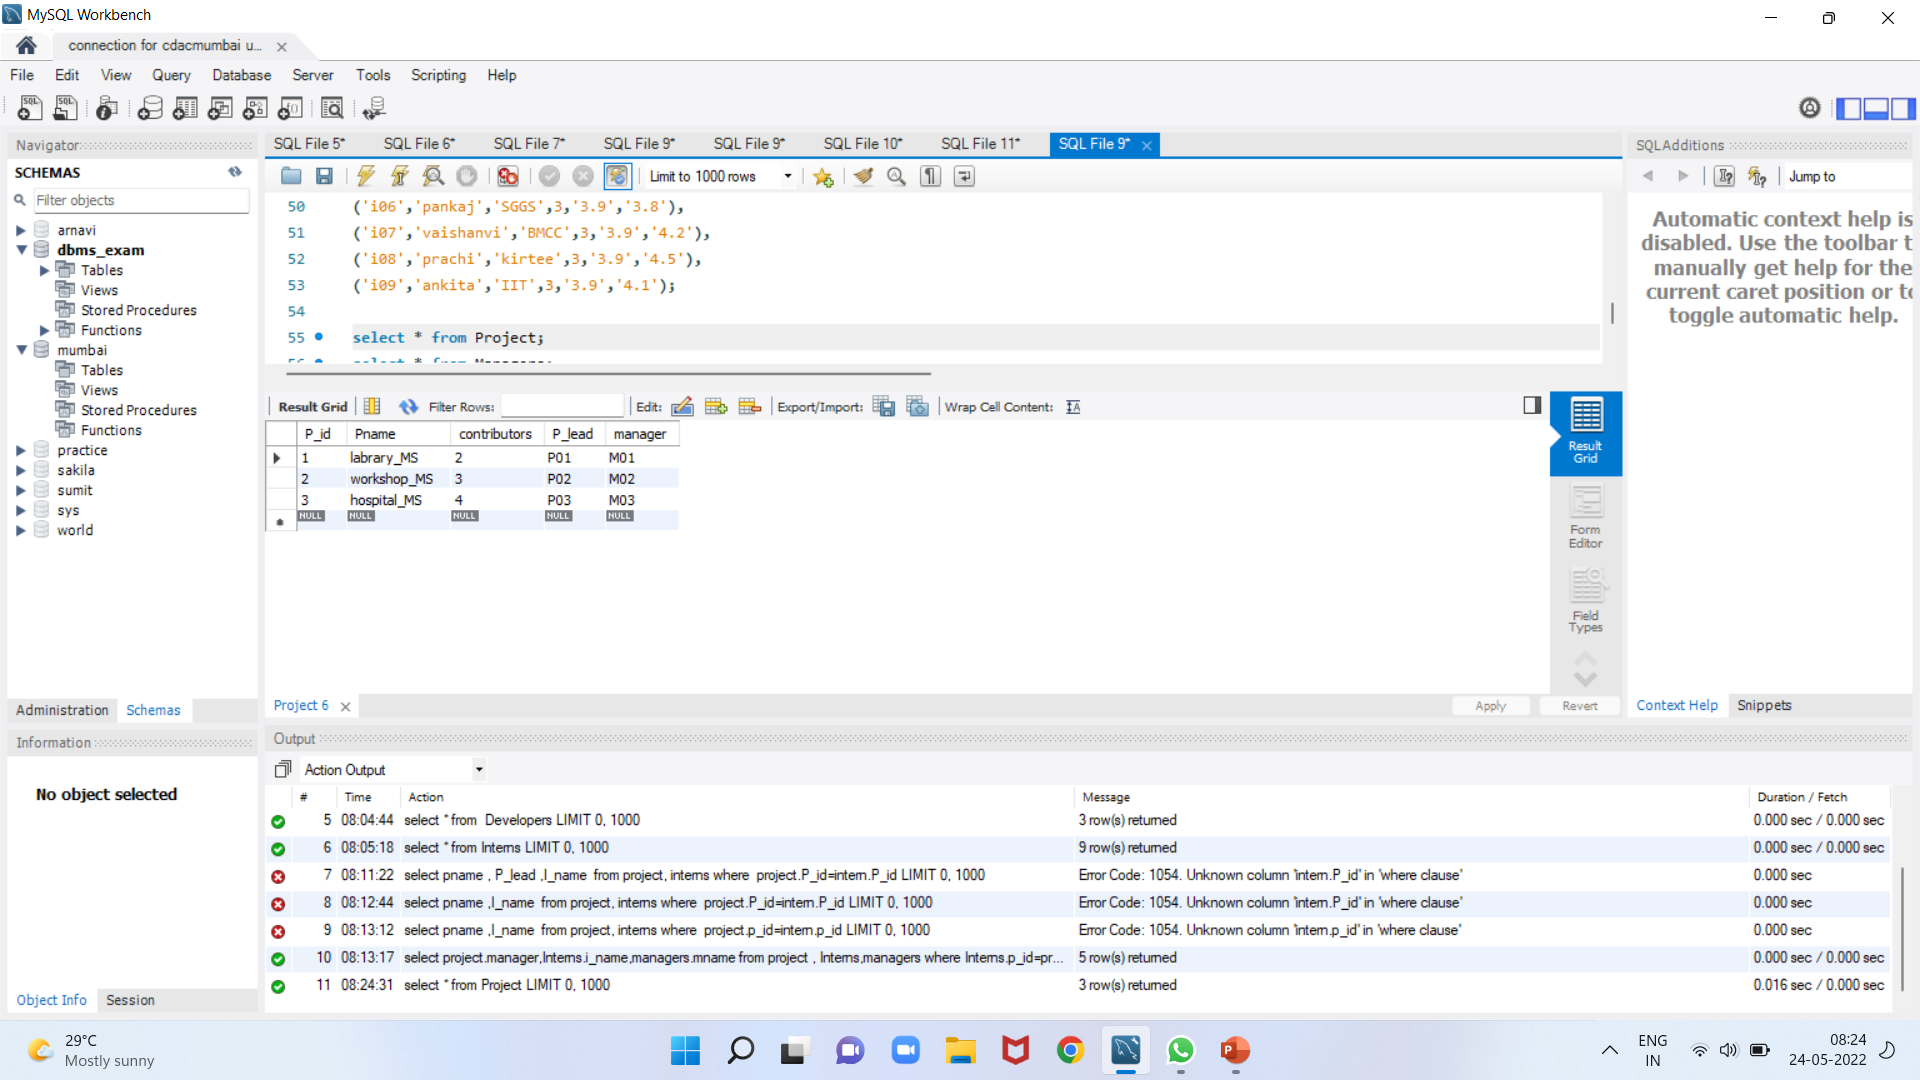 MySQL Workbench
connection for cdacmumbai u...
File Edit View Query Database Server Tools Scripting Help
Navigator
SCHEMAS
Filter objects
arnavi
dbms_exam
Tables
Views
Stored Procedures
Functions
mumbai
Tables
Views
Stored Procedures
Functions
practice
sakila
sumit
sys
world
Administration Schemas
Information
No object selected
Object Info Session
SQL File 5* SQL File 6* SQL File 7* SQL File 9* SQL File 9* SQL File 10* SQL File 11* SQL File 9*
Limit to 1000 rows
50 ('i06','pankaj','SGGS',3,'3.9','3.8'),
51 ('i07','vaishanvi','BMCC',3,'3.9','4.2'),
52 ('i08','prachi','kirtee',3,'3.9','4.5'),
53 ('i09','ankita','IIT',3,'3.9','4.1');
54
55 select * from Project;
Result Grid Filter Rows: Edit: Export/Import: Wrap Cell Content:
P_id Pname contributors P_lead manager
1 labrary_MS 2 P01 M01
2 workshop_MS 3 P02 M02
3 hospital_MS 4 P03 M03
NULL NULL NULL NULL NULL
Result Grid
Form Editor
Field Types
Project 6
Apply Revert
SQLAdditions
Jump to
Automatic context help is
disabled. Use the toolbar t
manually get help for the
current caret position or to
toggle automatic help.
Context Help Snippets
Output
Action Output
# Time Action Message Duration / Fetch
5 08:04:44 select * from Developers LIMIT 0, 1000 3 row(s) returned 0.000 sec / 0.000 sec
6 08:05:18 select * from Interns LIMIT 0, 1000 9 row(s) returned 0.000 sec / 0.000 sec
7 08:11:22 select pname , P_lead ,I_name from project, interns where project.P_id=intern.P_id LIMIT 0, 1000 Error Code: 1054. Unknown column 'intern.P_id' in 'where clause' 0.000 sec
8 08:12:44 select pname ,I_name from project, interns where project.P_id=intern.P_id LIMIT 0, 1000 Error Code: 1054. Unknown column 'intern.P_id' in 'where clause' 0.000 sec
9 08:13:12 select pname ,I_name from project, interns where project.p_id=intern.p_id LIMIT 0, 1000 Error Code: 1054. Unknown column 'intern.p_id' in 'where clause' 0.000 sec
10 08:13:17 select project.manager,Interns.i_name,managers.mname from project , Interns,managers where Interns.p_id=pr... 5 row(s) returned 0.000 sec / 0.000 sec
11 08:24:31 select * from Project LIMIT 0, 1000 3 row(s) returned 0.016 sec / 0.000 sec
29°C
Mostly sunny
ENG
IN
08:24
24-05-2022